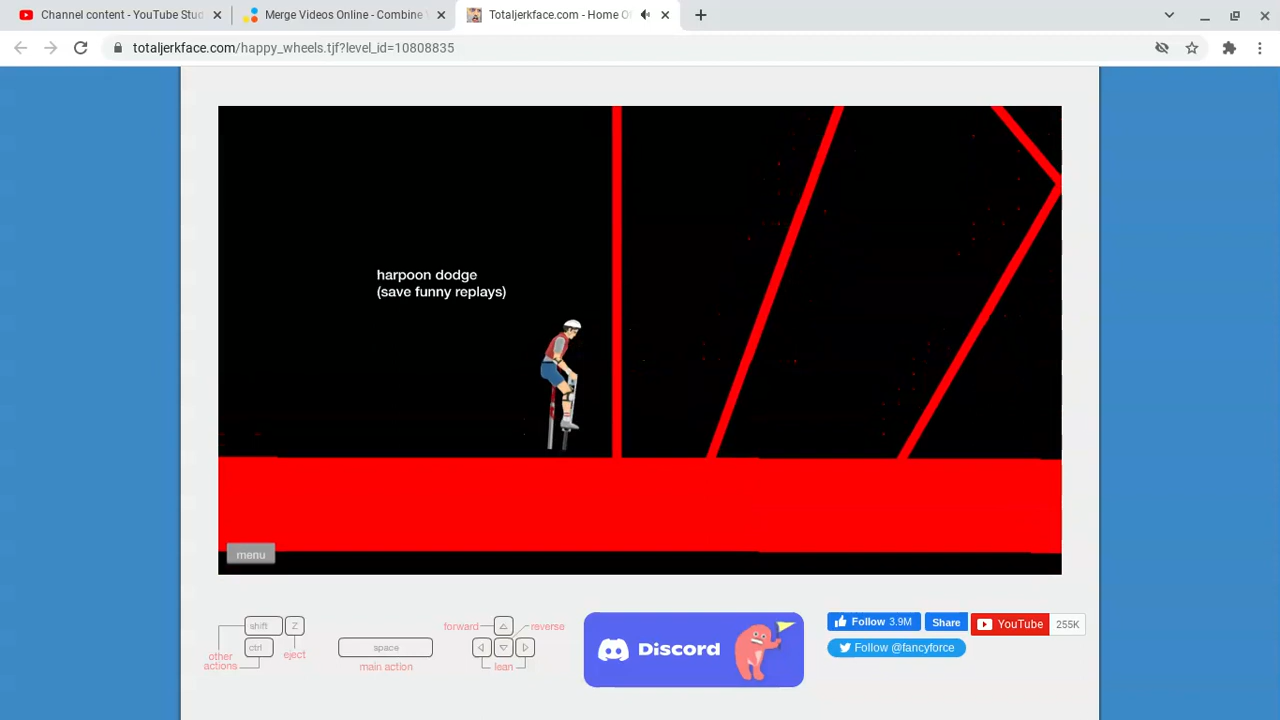 Channel content - YouTube Stud
Merge Videos Online - Combine V
Totaljerkface.com - Home Of
totaljerkface.com/happy_wheels.tjf?level_id=10808835
harpoon dodge
(save funny replays)
menu
shift
Z
ctrl
other
actions
eject
space
main action
forward
reverse
lean
Discord
Follow 3.9M
Share
YouTube
255K
Follow @fancyforce